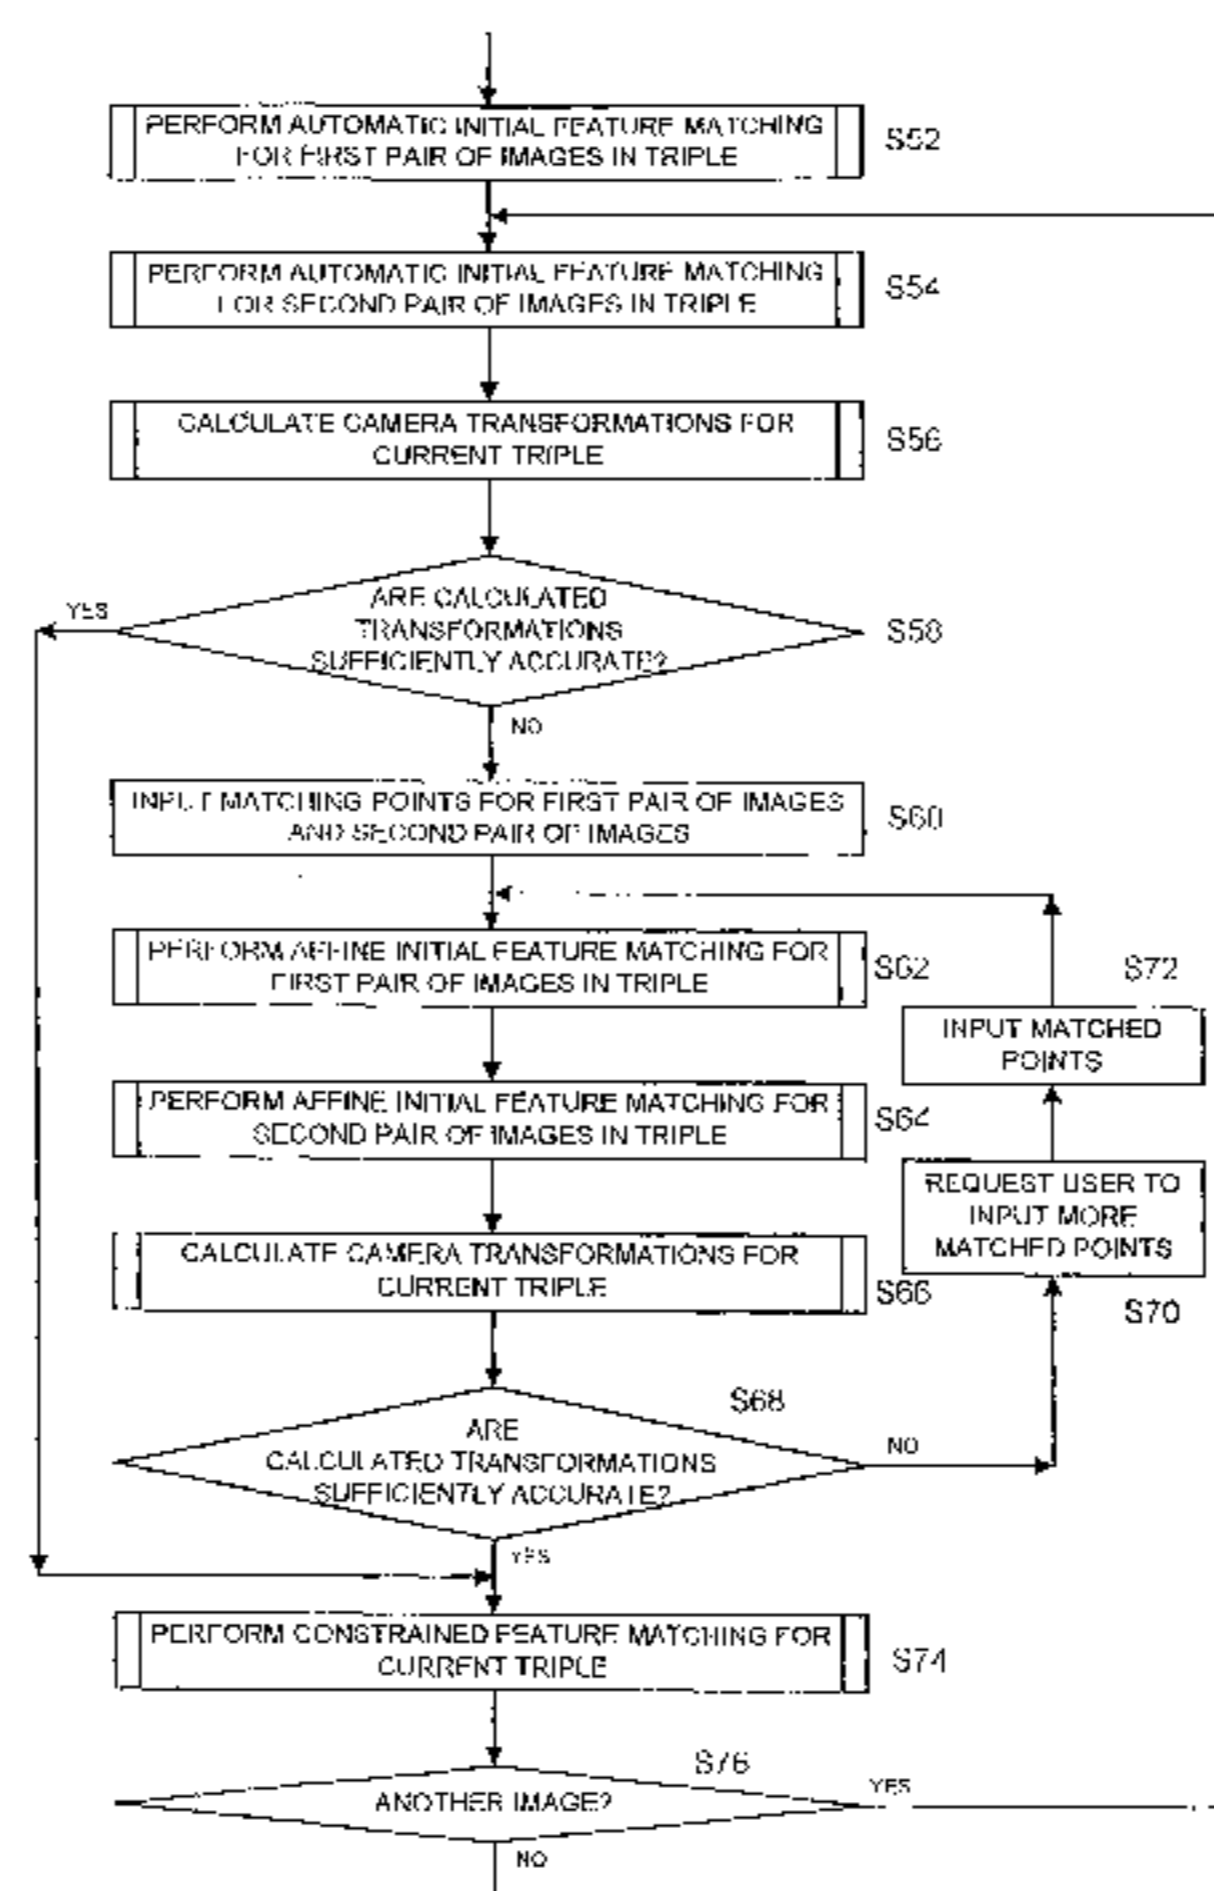 PERFORM AUTOMATIC INITIAL FEATURE MATCHING
FOR FIRST PAIR OF IMAGES IN TRIPLE
S52
PERFORM AUTOMATIC INITIAL FEATURE MATCHING
FOR SECOND PAIR OF IMAGES IN TRIPLE
S54
CALCULATE CAMERA TRANSFORMATIONS FOR
CURRENT TRIPLE
S56
ARE CALCULATED
TRANSFORMATIONS
SUFFICIENTLY ACCURATE?
YES
S58
NO
INPUT MATCHING POINTS FOR FIRST PAIR OF IMAGES
AND SECOND PAIR OF IMAGES
S60
PERFORM AFFINE INITIAL FEATURE MATCHING FOR
FIRST PAIR OF IMAGES IN TRIPLE
S62
S72
INPUT MATCHED
POINTS
PERFORM AFFINE INITIAL FEATURE MATCHING FOR
SECOND PAIR OF IMAGES IN TRIPLE
S64
REQUEST USER TO
INPUT MORE
MATCHED POINTS
CALCULATE CAMERA TRANSFORMATIONS FOR
CURRENT TRIPLE
S66
S70
S68
ARE
CALCULATED TRANSFORMATIONS
SUFFICIENTLY ACCURATE?
NO
YES
PERFORM CONSTRAINED FEATURE MATCHING FOR
CURRENT TRIPLE
S74
S76
ANOTHER IMAGE?
YES
NO